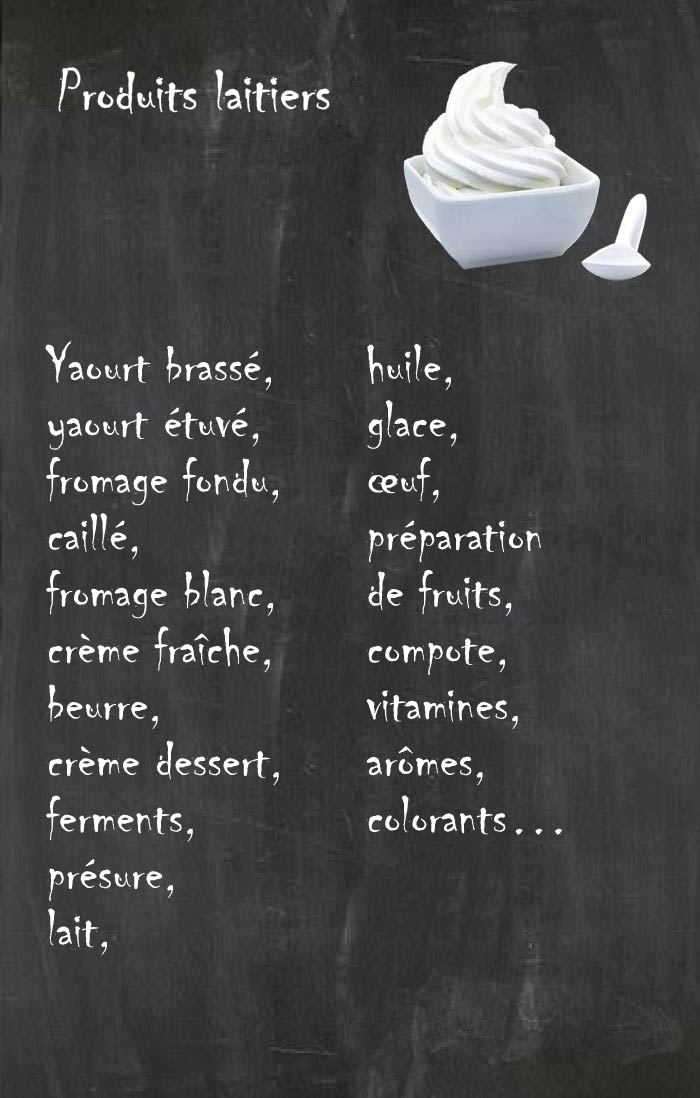 Produits laitiers
Yaourt brassé,
yaourt étuvé,
fromage fondu,
caillé,
fromage blanc,
crème fraîche,
beurre,
crème dessert,
ferments,
présure,
lait,
huile,
glace,
œuf,
préparation
de fruits,
compote,
vitamines,
arômes,
colorants...